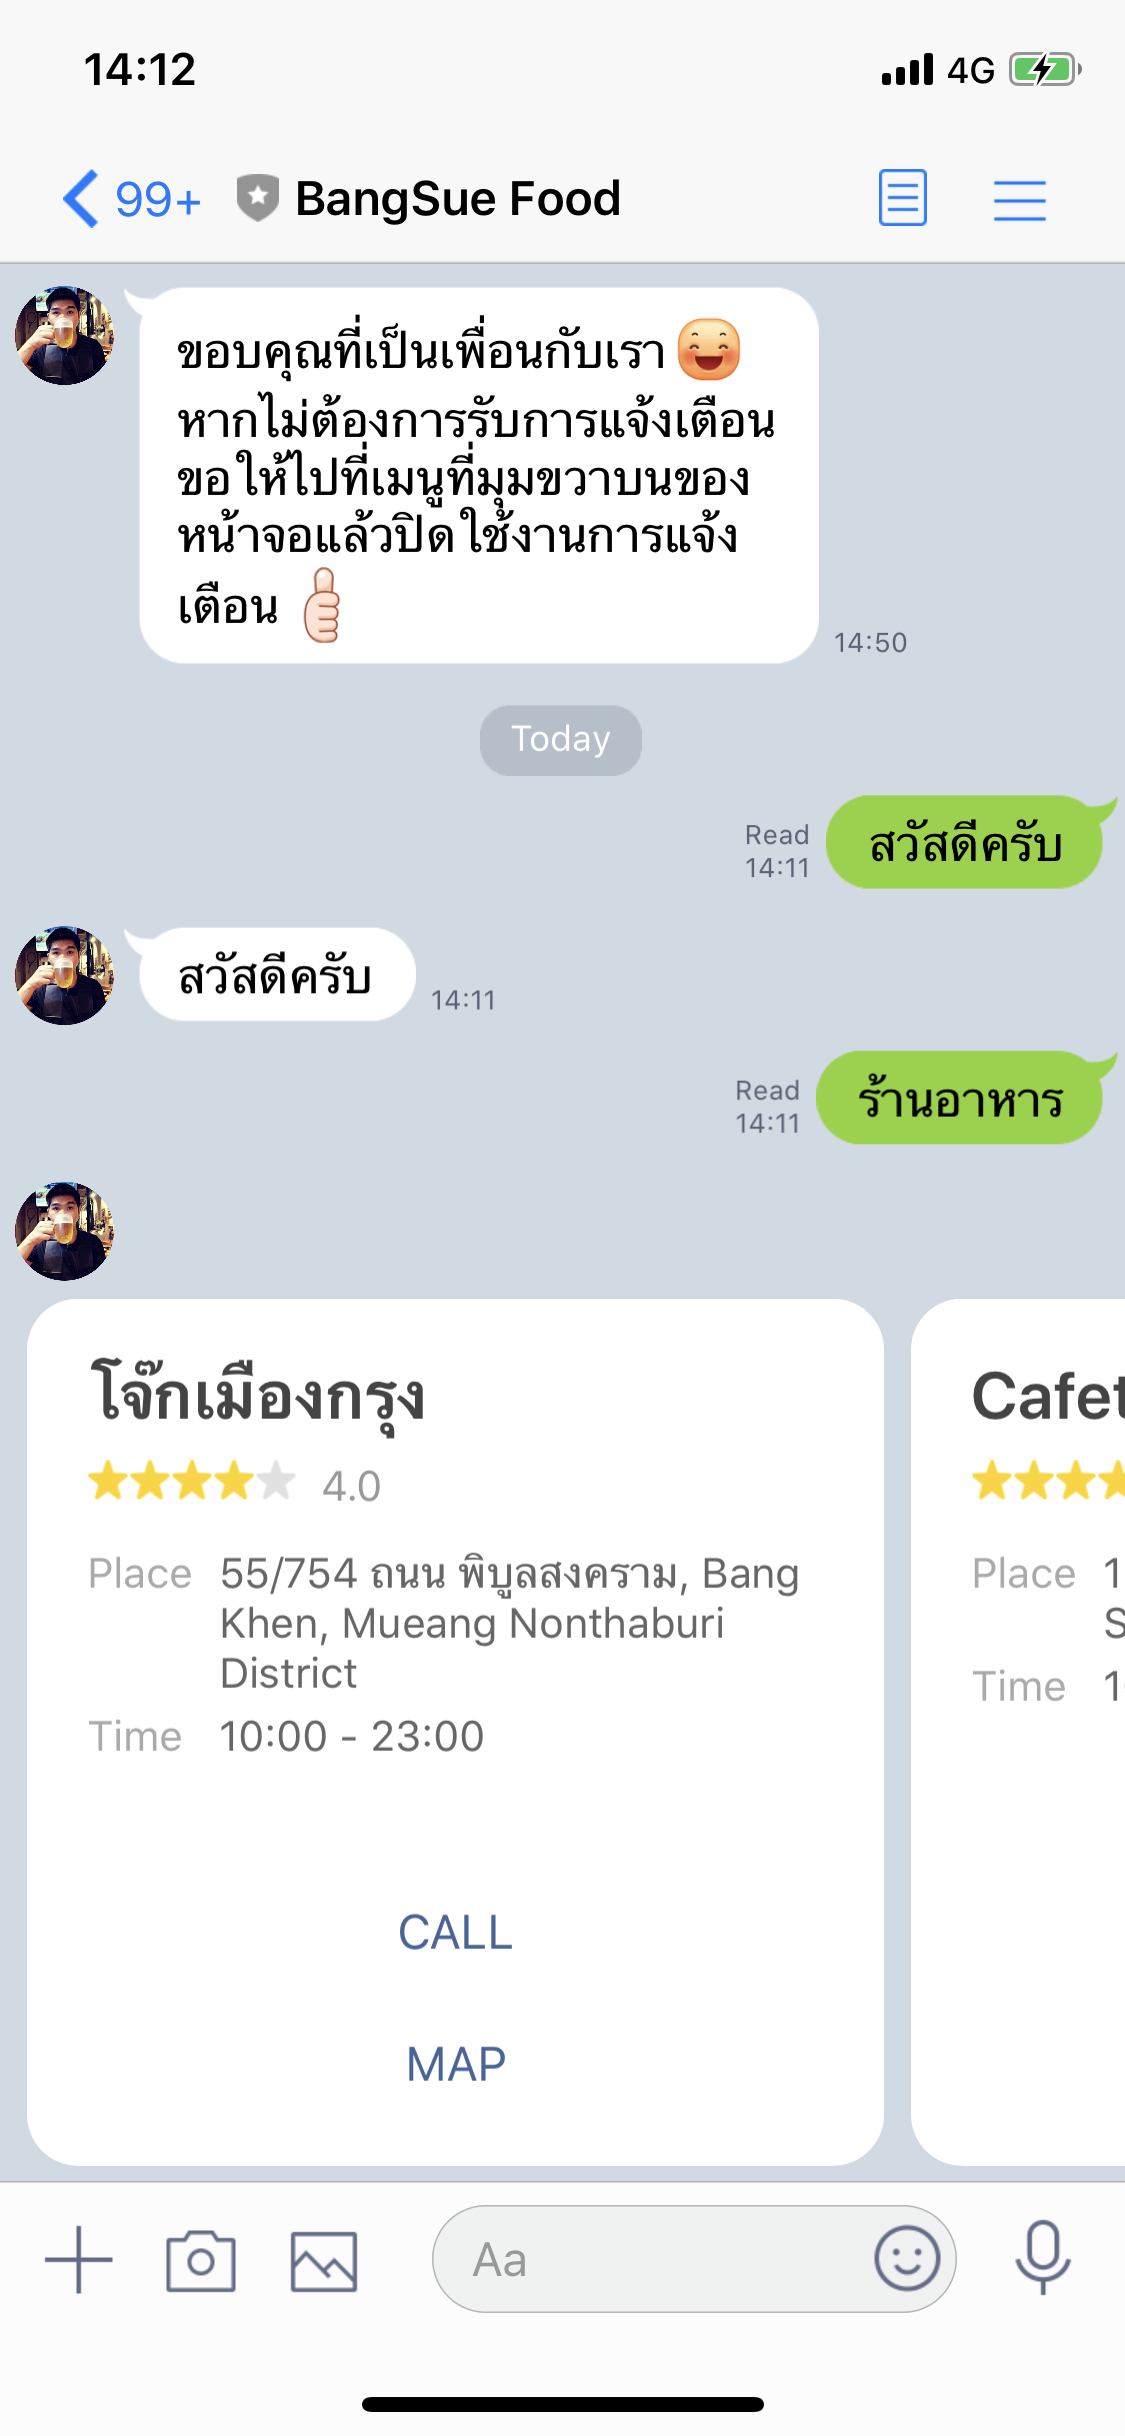 14:12
4G
99+ BangSue Food
ขอบคุณที่เป็นเพื่อนกับเรา
หากไม่ต้องการรับการแจ้งเตือน
ขอให้ไปที่เมนูที่มุมขวาบนของ
หน้าจอแล้วปิดใช้งานการแจ้ง
เตือน
14:50
Today
Read
14:11
สวัสดีครับ
สวัสดีครับ
14:11
Read
14:11
ร้านอาหาร
โจ๊กเมืองกรุง
4.0
Place 55/754 ถนน พิบูลสงคราม, Bang
Khen, Mueang Nonthaburi
District
Time 10:00 - 23:00
CALL
MAP
Place
Time
Aa